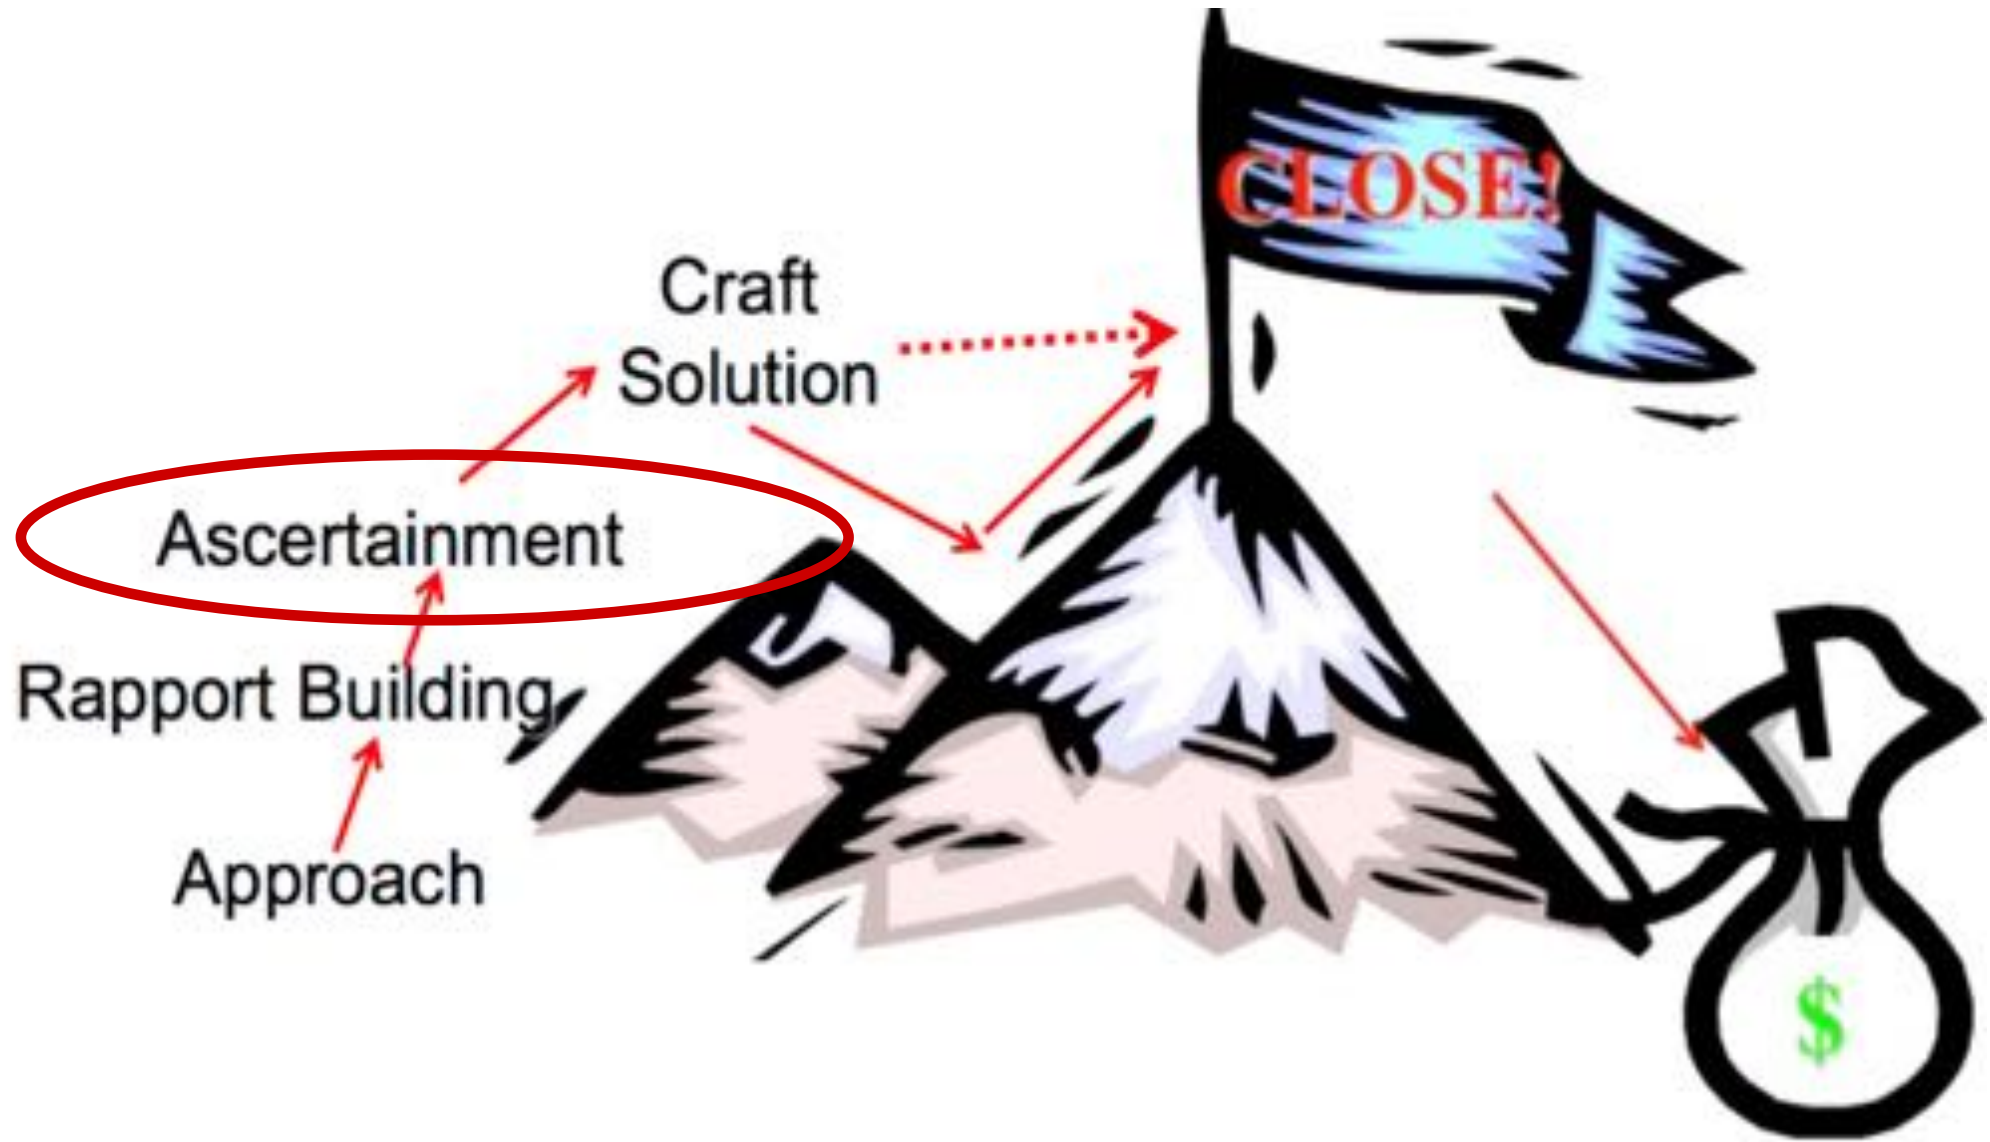 CLOSE!
Craft
Solution
Ascertainment
Rapport Building
Approach
$